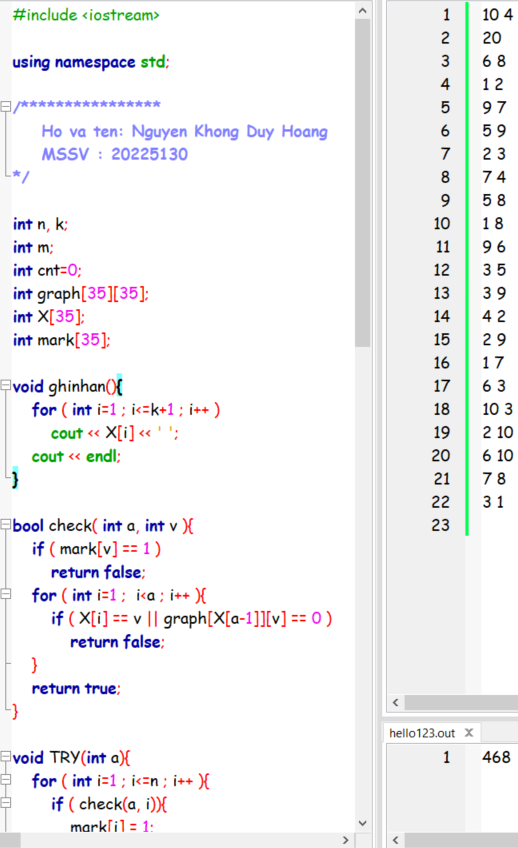 #include <iostream>
using namespace std;
/****************
Ho va ten: Nguyen Khong Duy Hoang
MSSV : 20225130
*/
int n, k;
int m;
int cnt=0;
int graph[35][35];
int X[35];
int mark[35];
void ghinhan(){
for ( int i=1 ; i<=k+1 ; i++ )
cout << X[i] << ' ';
cout << endl;
}
bool check( int a, int v ){
if ( mark[v] == 1 )
return false;
for ( int i=1 ;  i<a ; i++ ){
if ( X[i] == v || graph[X[a-1]][v] == 0 )
return false;
}
return true;
}
void TRY(int a){
for ( int i=1 ; i<=n ; i++ ){
if ( check(a, i)){
mark[i] = 1;
1 10 4
2 20
3 6 8
4 1 2
5 9 7
6 5 9
7 2 3
8 7 4
9 5 8
10 1 8
11 9 6
12 3 5
13 3 9
14 4 2
15 2 9
16 1 7
17 6 3
18 10 3
19 2 10
20 6 10
21 7 8
22 3 1
23
hello123.out X
1 468